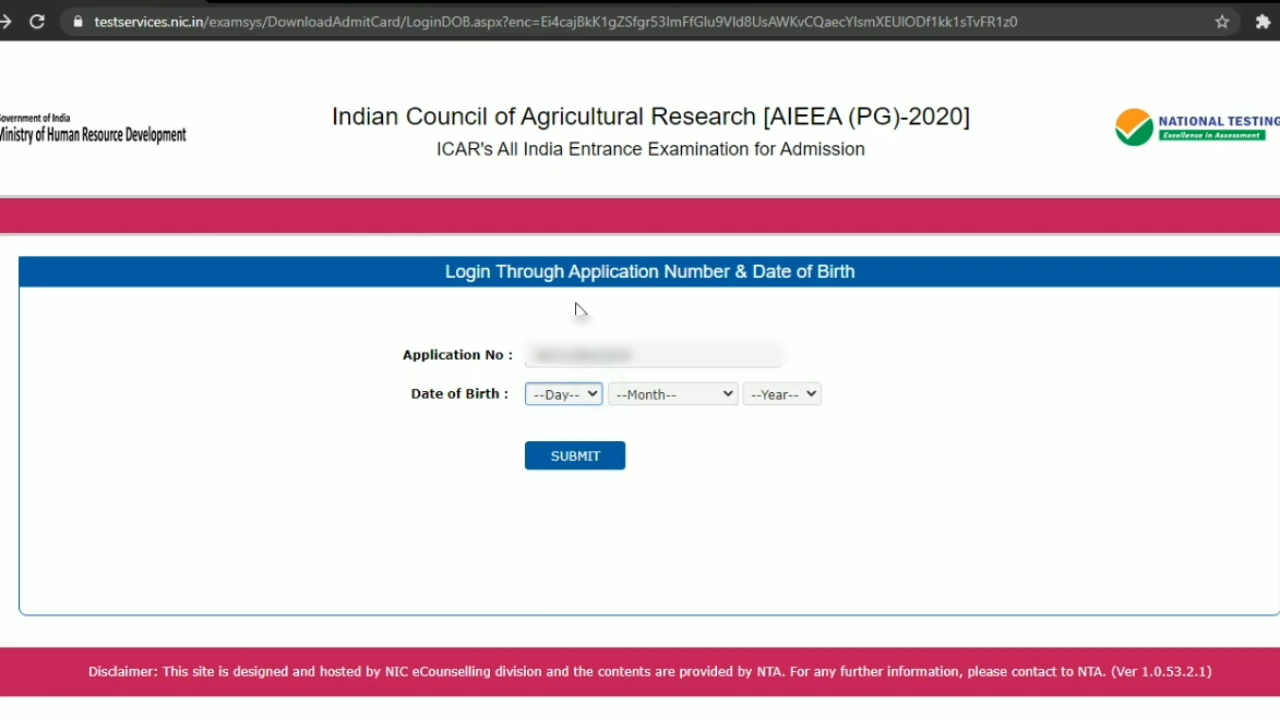 testservices.nic.in/examsys/DownloadAdmitCard/LoginDOB.aspx?enc=Ei4cajBkK1gZSfgr53ImFfGlu9Vld8UsAWKvCQaecYlsmXEUlODf1kk1sTvFR1z0
Government of India
Ministry of Human Resource Development
Indian Council of Agricultural Research [AIEEA (PG)-2020]
ICAR's All India Entrance Examination for Admission
NATIONAL TESTING
Excellence in Assessment
Login Through Application Number & Date of Birth
Application No :
Date of Birth : --Day-- --Month-- --Year--
SUBMIT
Disclaimer: This site is designed and hosted by NIC eCounselling division and the contents are provided by NTA. For any further information, please contact to NTA. (Ver 1.0.53.2.1)